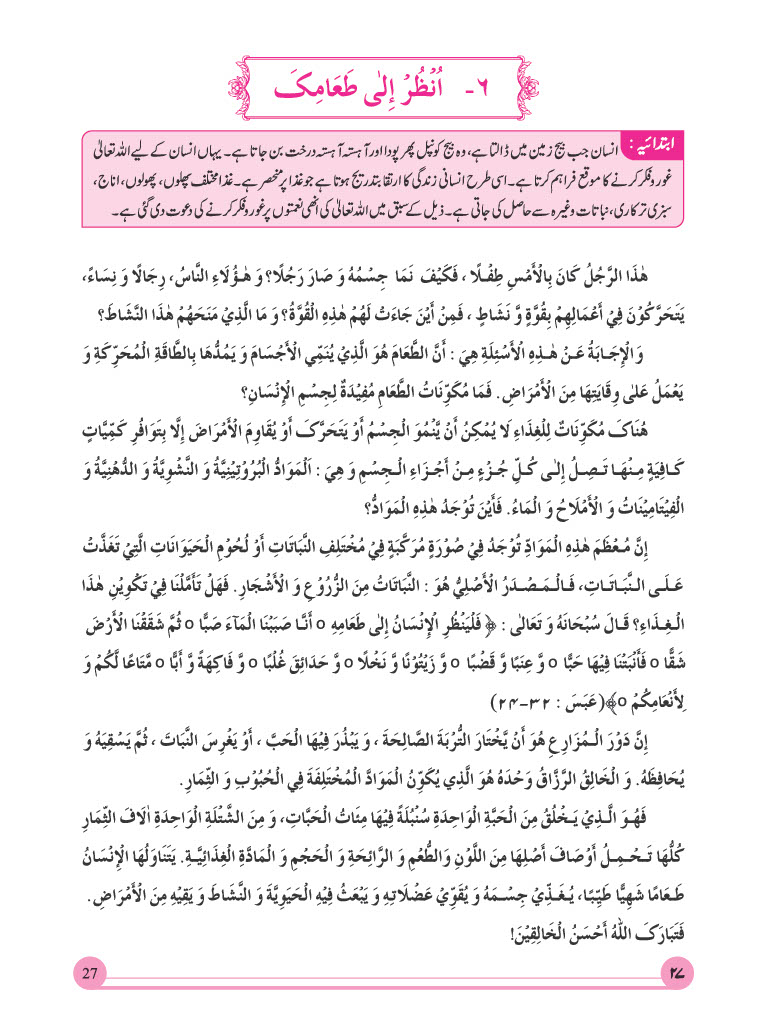 ۶- اُنْظُرْ إِلٰى طَعَامِكَ
ابتدائیہ : انسان جب بیج زمین میں ڈالتا ہے، وہ بیج کونپل پھر پودا اور آہستہ آہستہ درخت بن جاتا ہے۔ یہاں انسان کے لیے اللہ تعالیٰ
غور و فکر کرنے کا موقع فراہم کرتا ہے۔ اسی طرح انسانی زندگی کا ارتقا بتدریج ہوتا ہے جو غذا پر منحصر ہے۔ غذا مختلف پھلوں، پھولوں، اناج،
سبزی ترکاری، نباتات وغیرہ سے حاصل کی جاتی ہے۔ ذیل کے سبق میں اللہ تعالیٰ کی انھی نعمتوں پر غور و فکر کرنے کی دعوت دی گئی ہے۔
هٰذَا الرَّجُلُ كَانَ بِالْأَمْسِ طِفْلًا ، فَكَيْفَ نَمَا جِسْمُهُ وَ صَارَ رَجُلًا؟ وَ هٰؤُلَاءِ النَّاسُ، رِجَالًا وَ نِسَاءً،
يَتَحَرَّكُوْنَ فِيْ أَعْمَالِهِمْ بِقُوَّةٍ وَّ نَشَاطٍ ، فَمِنْ أَيْنَ جَاءَتْ لَهُمْ هٰذِهِ الْقُوَّةُ؟ وَ مَا الَّذِيْ مَنَحَهُمْ هٰذَا النَّشَاطَ؟
وَ الْإِجَابَةُ عَنْ هٰذِهِ الْأَسْئِلَةِ هِيَ : أَنَّ الطَّعَامَ هُوَ الَّذِيْ يُنَمِّي الْأَجْسَامَ وَ يَمُدُّهَا بِالطَّاقَةِ الْمُحَرِّكَةِ وَ
يَعْمَلُ عَلٰى وِقَايَتِهَا مِنَ الْأَمْرَاضِ. فَمَا مُكَوِّنَاتُ الطَّعَامِ مُفِيْدَةٌ لِجِسْمِ الْإِنْسَانِ؟
هُنَاكَ مُكَوِّنَاتٌ لِلْغِذَاءِ لَا يُمْكِنُ أَنْ يَّنْمُوَ الْجِسْمُ أَوْ يَتَحَرَّكَ أَوْ يُقَاوِمَ الْأَمْرَاضَ إِلَّا بِتَوَافُرِ كَمِّيَّاتٍ
كَافِيَةٍ مِنْهَا تَصِلُ إِلٰى كُلِّ جُزْءٍ مِنْ أَجْزَاءِ الْجِسْمِ وَ هِيَ : اَلْمَوَادُّ الْبُرُوْتِيْنِيَّةُ وَ النَّشْوِيَّةُ وَ الدُّهْنِيَّةُ وَ
الْفِيْتَامِيْنَاتُ وَ الْأَمْلَاحُ وَ الْمَاءُ. فَأَيْنَ تُوْجَدُ هٰذِهِ الْمَوَادُّ؟
إِنَّ مُعْظَمَ هٰذِهِ الْمَوَادِّ تُوْجَدُ فِيْ صُوْرَةٍ مُرَكَّبَةٍ فِيْ مُخْتَلِفِ النَّبَاتَاتِ أَوْ لُحُوْمِ الْحَيَوَانَاتِ الَّتِيْ تَغَذَّتْ
عَلَى النَّبَاتَاتِ، فَالْمَصْدَرُ الْأَصْلِيُّ هُوَ : النَّبَاتَاتُ مِنَ الزُّرُوْعِ وَ الْأَشْجَارِ. فَهَلْ تَأَمَّلْنَا فِيْ تَكْوِيْنِ هٰذَا
الْغِذَاءِ؟ قَالَ سُبْحَانَهُ وَ تَعَالٰى : ﴿ فَلْيَنْظُرِ الْإِنْسَانُ إِلٰى طَعَامِهِ ٥ أَنَّا صَبَبْنَا الْمَآءَ صَبًّا ٥ ثُمَّ شَقَقْنَا الْأَرْضَ
شَقًّا ٥ فَأَنْبَتْنَا فِيْهَا حَبًّا ٥ وَّ عِنَبًا وَّ قَضْبًا ٥ وَّ زَيْتُوْنًا وَّ نَخْلًا ٥ وَّ حَدَائِقَ غُلْبًا ٥ وَّ فَاكِهَةً وَّ أَبًّا ٥ مَّتَاعًا لَّكُمْ وَ
لِأَنْعَامِكُمْ ٥﴾ (عَبَسَ : ۳۲-۲۴)
إِنَّ دَوْرَ الْمُزَارِعِ هُوَ أَنْ يَّخْتَارَ التُّرْبَةَ الصَّالِحَةَ ، وَ يَبْذُرَ فِيْهَا الْحَبَّ ، أَوْ يَغْرِسَ النَّبَاتَ ، ثُمَّ يَسْقِيَهُ وَ
يُحَافِظَهُ. وَ الْخَالِقُ الرَّزَّاقُ وَحْدَهُ هُوَ الَّذِي يُكَوِّنُ الْمَوَادَّ الْمُخْتَلِفَةَ فِي الْحُبُوْبِ وَ الثِّمَارِ.
فَهُوَ الَّذِيْ يَخْلُقُ مِنَ الْحَبَّةِ الْوَاحِدَةِ سُنْبُلَةً فِيْهَا مِئَاتُ الْحَبَّاتِ، وَ مِنَ الشَّتْلَةِ الْوَاحِدَةِ اٰلَافَ الثِّمَارِ
كُلُّهَا تَحْمِلُ أَوْصَافَ أَصْلِهَا مِنَ اللَّوْنِ وَالطُّعْمِ وَ الرَّائِحَةِ وَ الْحَجْمِ وَ الْمَادَّةِ الْغِذَائِيَّةِ. يَتَنَاوَلُهَا الْإِنْسَانُ
طَعَامًا شَهِيًّا طَيِّبًا، يُغَذِّيْ جِسْمَهُ وَ يُقَوِّيْ عَضْلَاتِهِ وَ يَبْعَثُ فِيْهِ الْحَيَوِيَّةَ وَ النَّشَاطَ وَ يَقِيْهِ مِنَ الْأَمْرَاضِ.
فَتَبَارَكَ اللّٰهُ أَحْسَنُ الْخَالِقِيْنَ!
27
۲۷